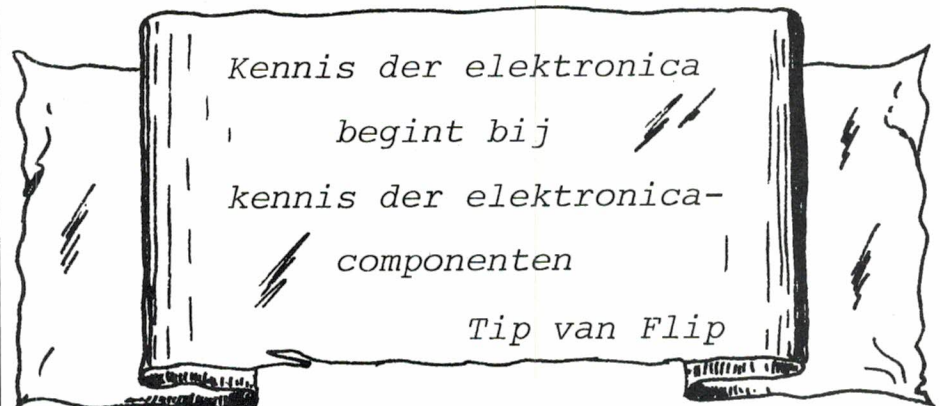 Kennis der elektronica
begint bij
kennis der elektronica-
componenten
Tip van Flip